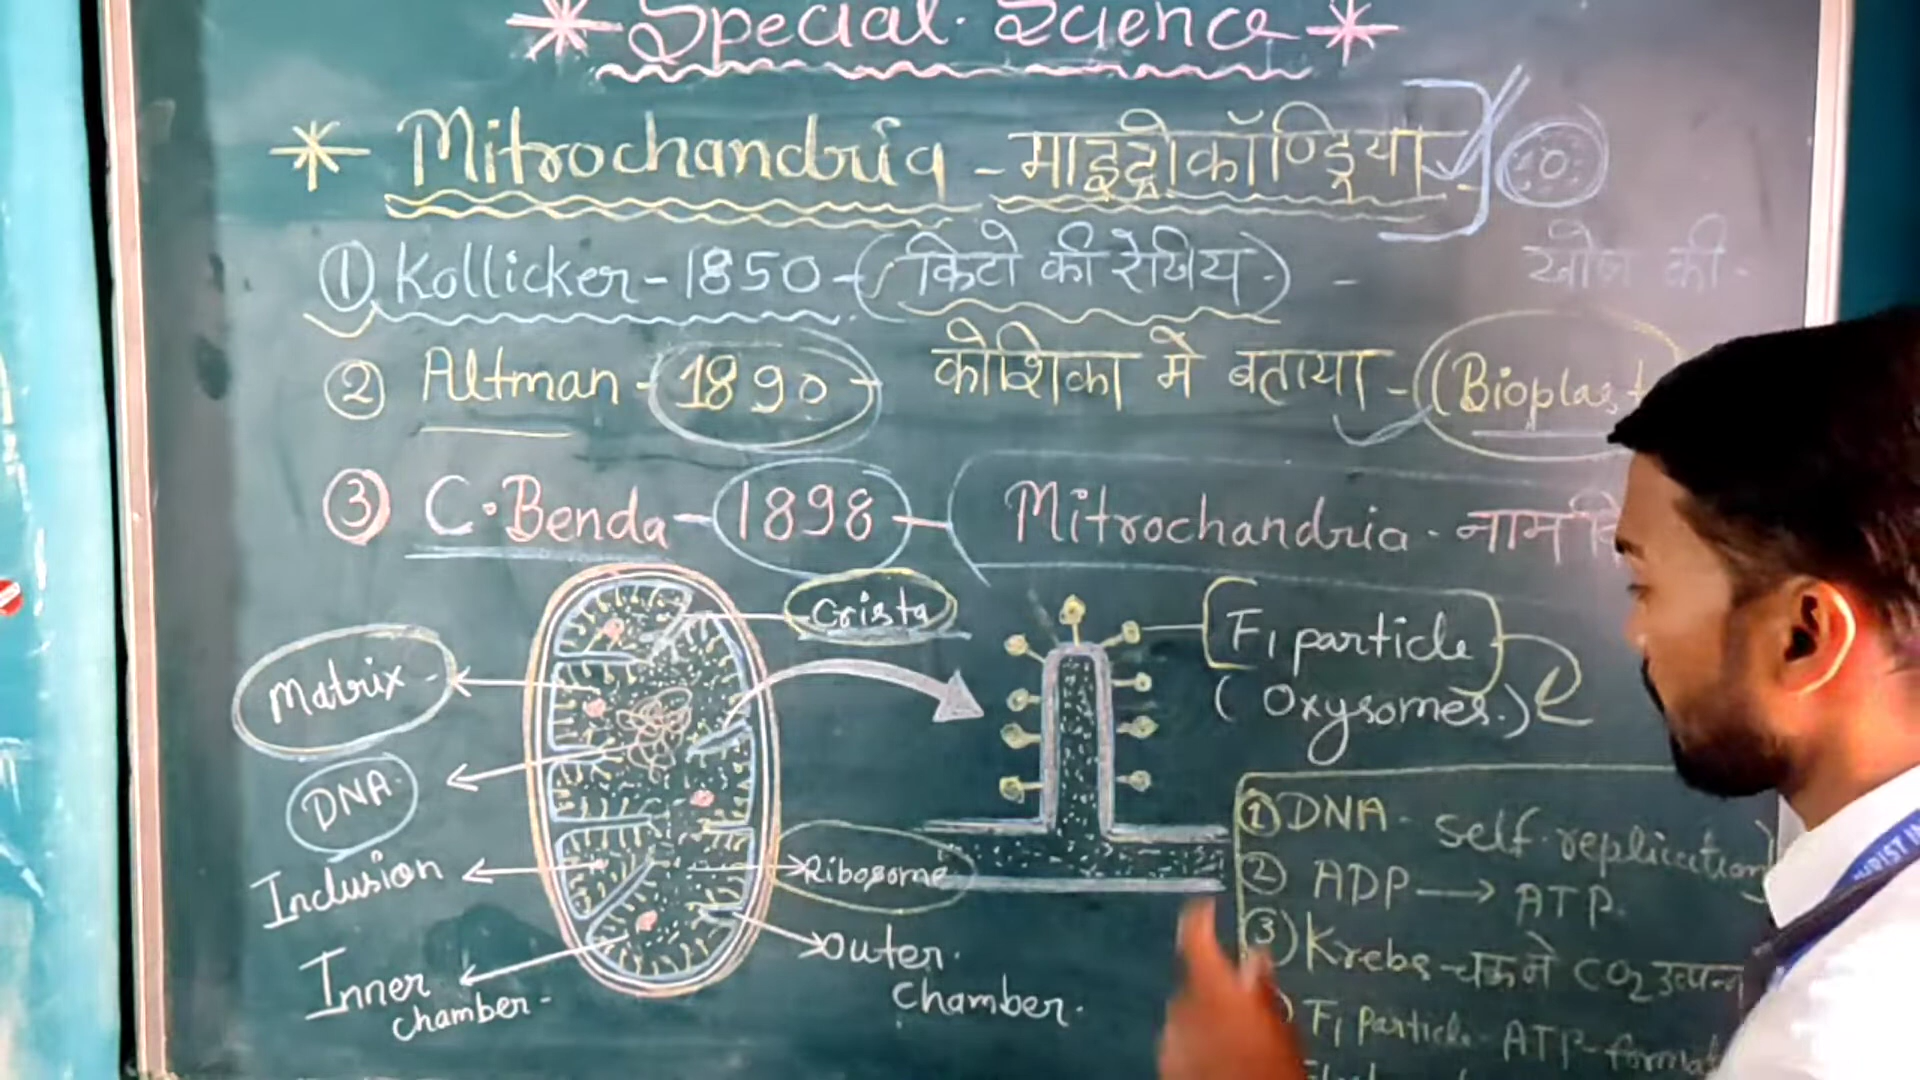 Special. Science
Mitrochandria - माइट्रोकॉण्ड्रिया
10
① Kollicker - 1850 - (किटो की रेखिय.) - खोज की.
② Altman - 1890 - कोशिका में बताया - (Bioplast
③ C. Benda - 1898 - Mitrochandria. नाम
Crista
F₁ particle
(Oxysomes.)
Matrix
DNA.
Inclusion
Inner chamber.
Ribosome
Outer. chamber.
① DNA - self. replication
② ADP → ATP.
③ Krebs - चक्र में CO₂ उत्पन्न
F₁ Particle - ATP